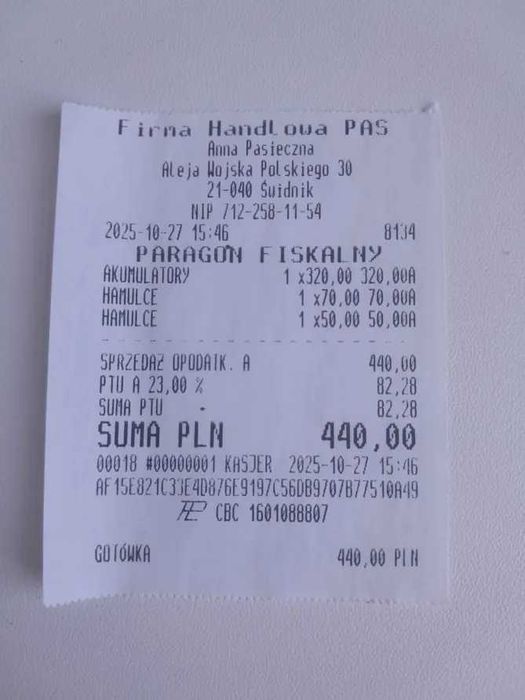 Firma Handlowa PAS
Anna Pasieczna
Aleja Wojska Polskiego 30
21-040 Świdnik
NIP 712-258-11-54
2025-10-27 15:46 8134
PARAGON FISKALNY
AKUMULATORY 1 x320,00 320,00A
HAMULCE 1 x70,00 70,00A
HAMULCE 1 x50,00 50,00A
SPRZEDAŻ OPODATK. A 440,00
PTU A 23,00 % 82,28
SUMA PTU 82,28
SUMA PLN 440,00
00018 #00000001 KASJER 2025-10-27 15:46
AF15E821C33E4D876E9197C56DB9707B77510A49
CBC 1601088807
GOTÓWKA 440,00 PLN